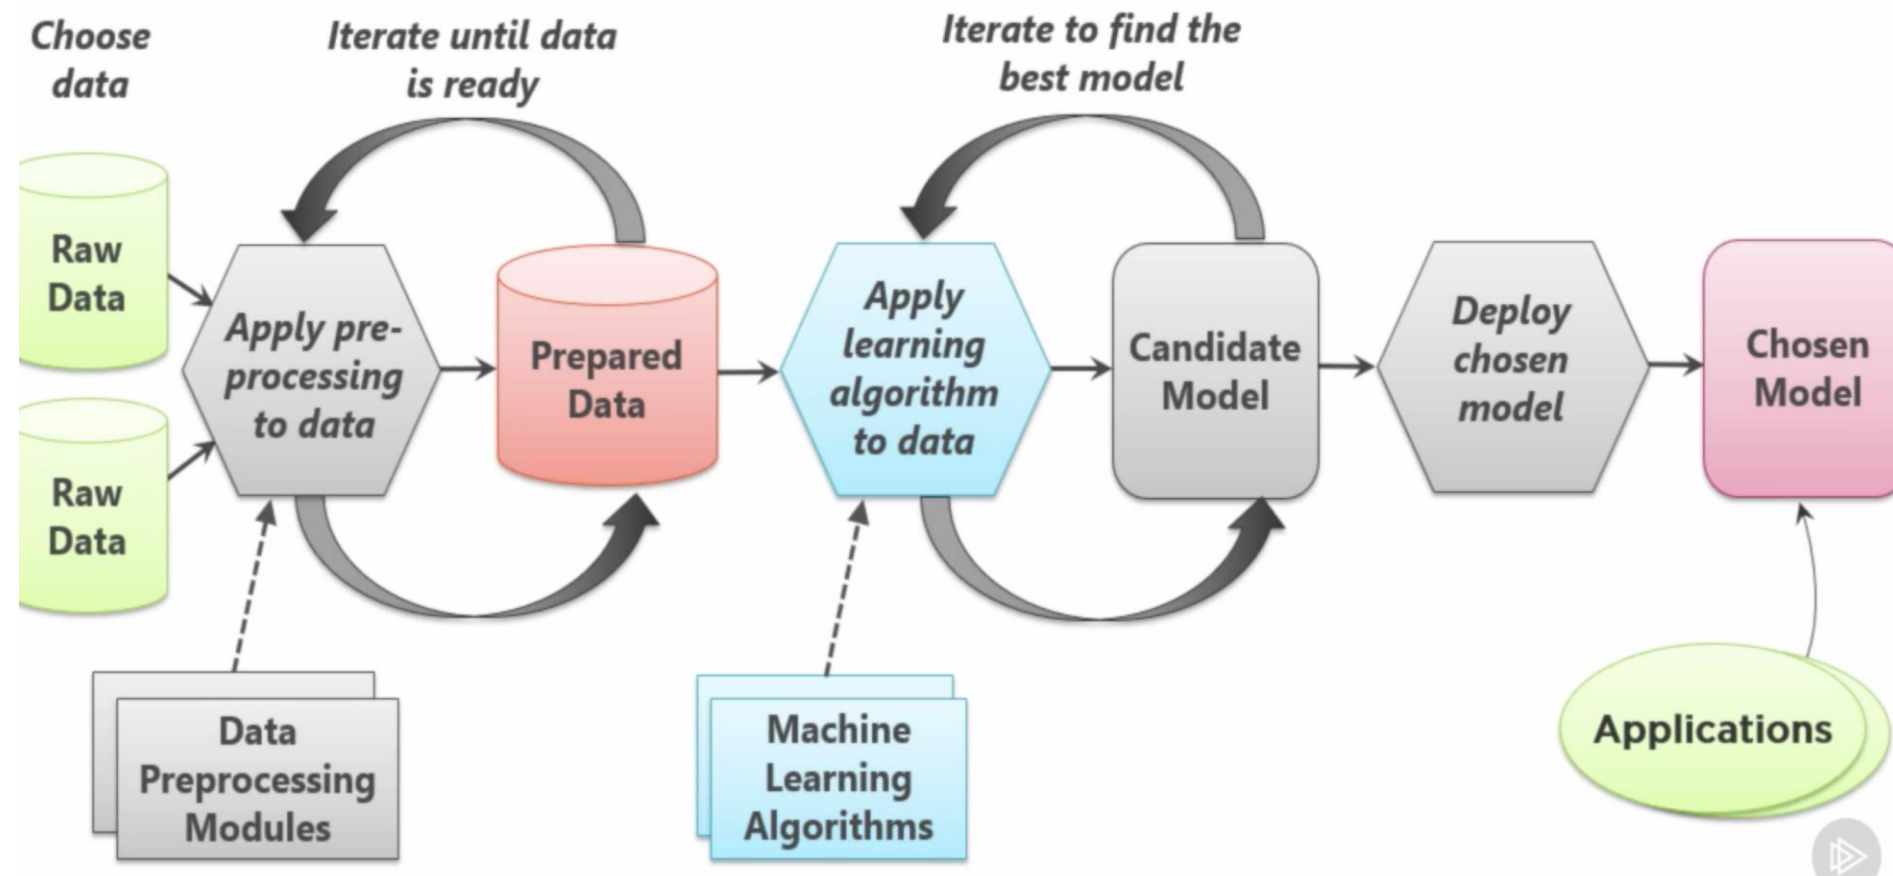 Choose
data
Iterate until data
is ready
Iterate to find the
best model
Raw
Data
Raw
Data
Apply pre-
processing
to data
Prepared
Data
Apply
learning
algorithm
to data
Candidate
Model
Deploy
chosen
model
Chosen
Model
Data
Preprocessing
Modules
Machine
Learning
Algorithms
Applications